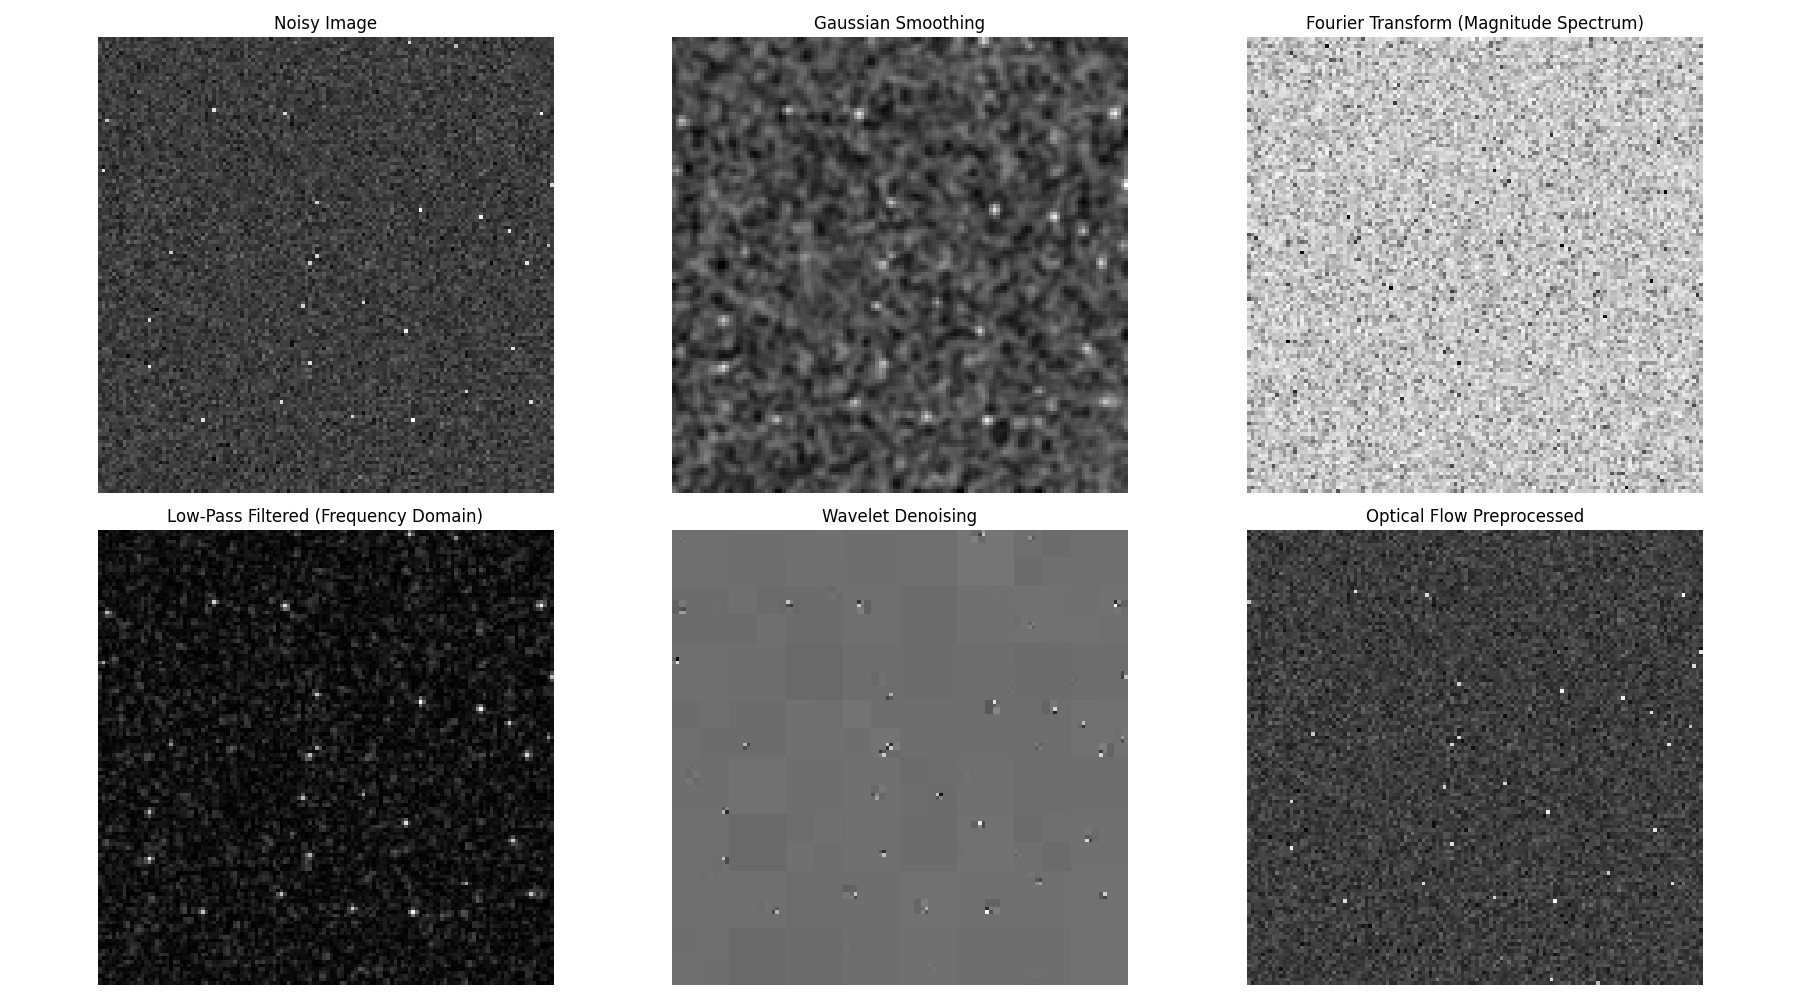 Noisy Image
Gaussian Smoothing
Fourier Transform (Magnitude Spectrum)
Low-Pass Filtered (Frequency Domain)
Wavelet Denoising
Optical Flow Preprocessed